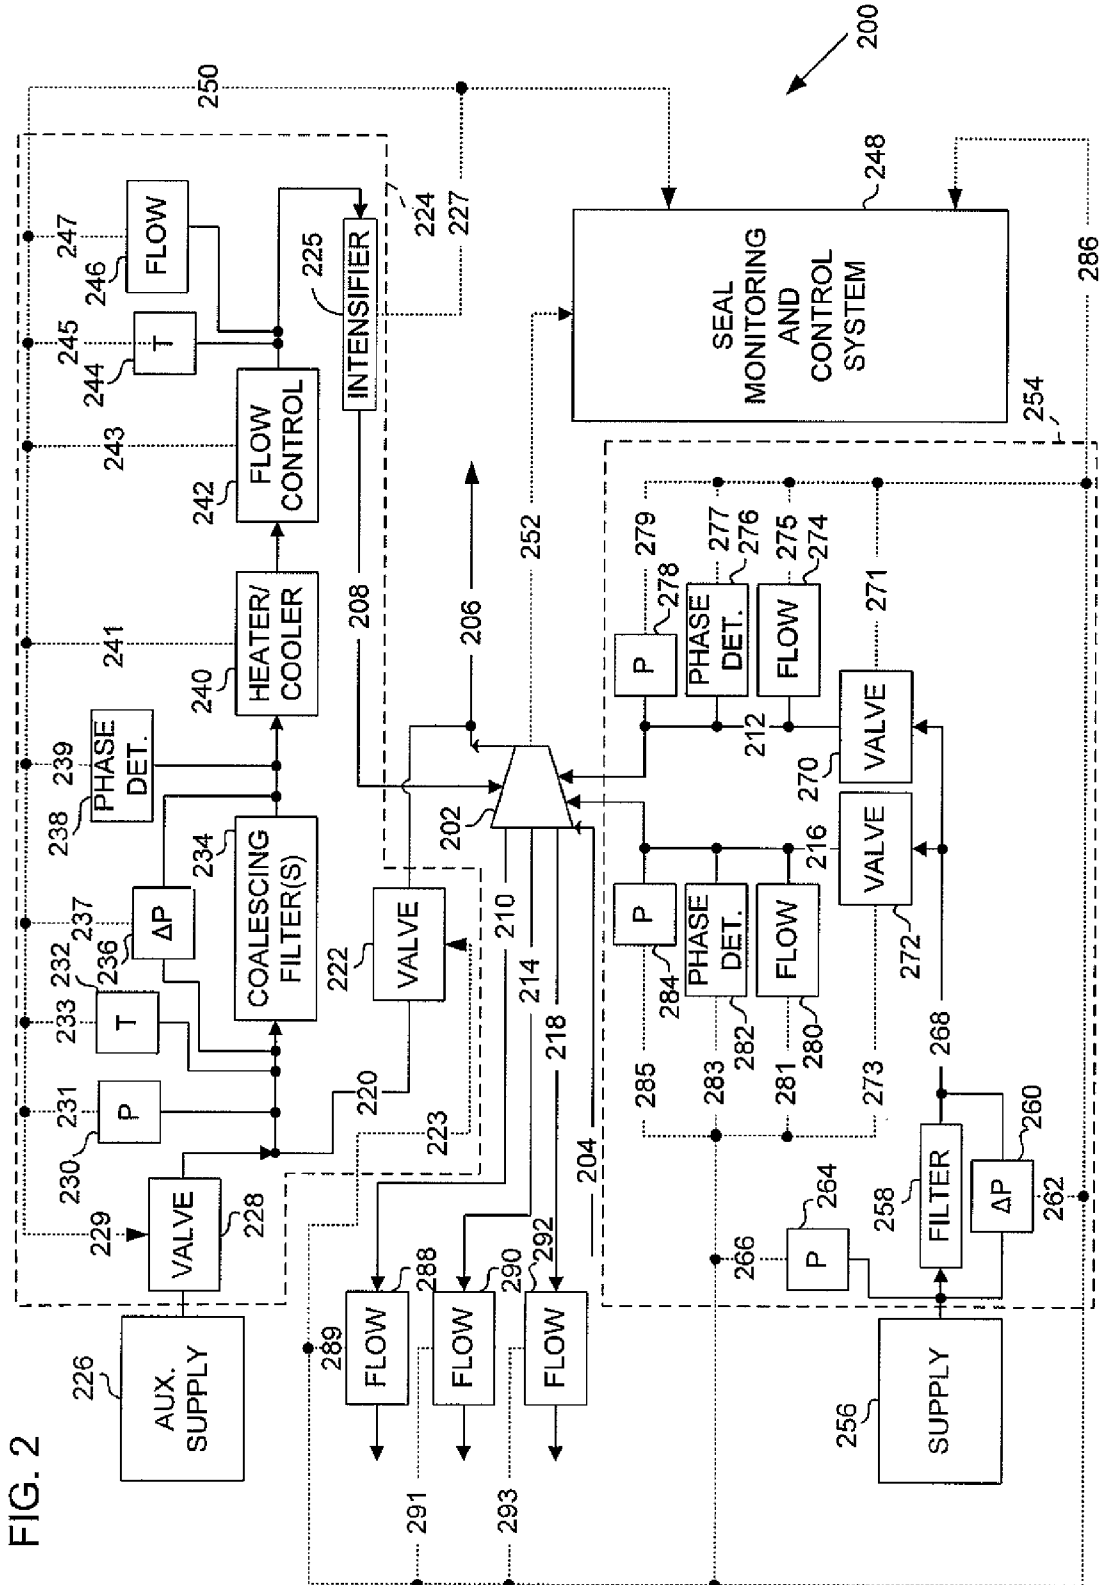 FIG. 2
200
226
AUX.
SUPPLY
229
VALVE
228
230
231
P
233
232
T
237
236
ΔP
234
COALESCING
FILTER(S)
239
238
PHASE
DET.
241
240
HEATER/
COOLER
243
242
FLOW
CONTROL
245
244
T
247
246
FLOW
250
225
INTENSIFIER
224
227
208
220
222
VALVE
223
206
202
210
214
218
204
252
SEAL
MONITORING
AND
CONTROL
SYSTEM
248
289
288
FLOW
291
290
FLOW
293
292
FLOW
254
286
279
278
P
277
276
PHASE
DET.
275
274
FLOW
212
271
270
VALVE
216
VALVE
272
273
284
P
285
PHASE
DET.
282
283
FLOW
280
281
268
266
264
P
258
FILTER
260
ΔP
262
256
SUPPLY